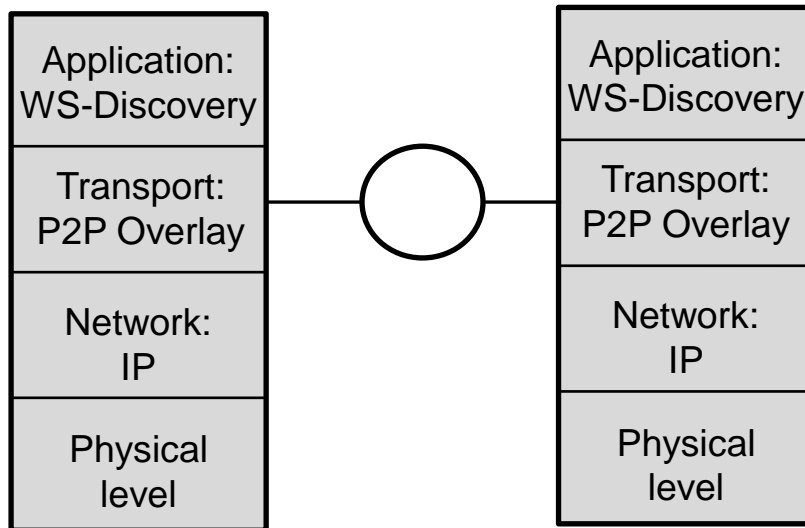 Application:
WS-Discovery
Transport:
P2P Overlay
Network:
IP
Physical
level
Application:
WS-Discovery
Transport:
P2P Overlay
Network:
IP
Physical
level